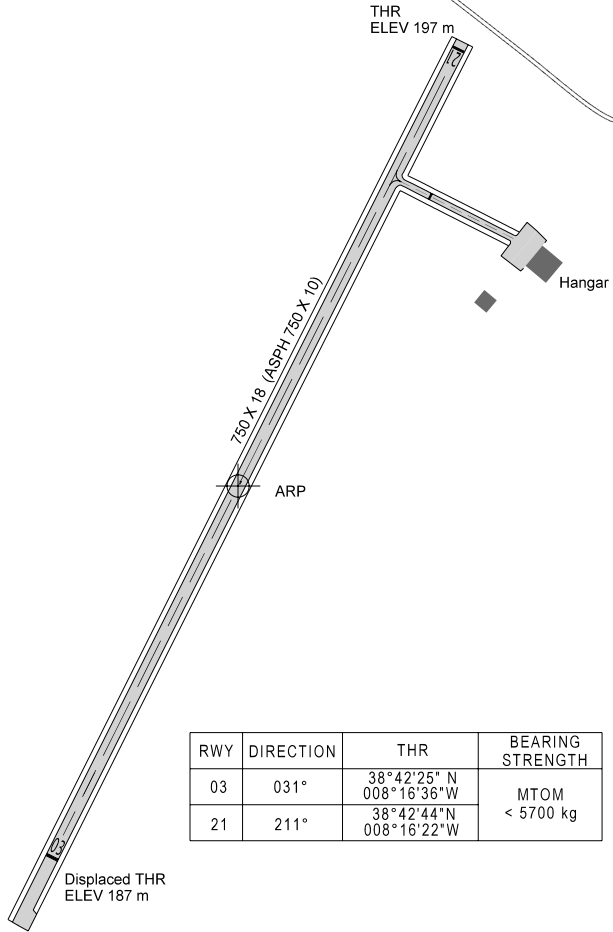 THR
ELEV 197 m
21
Hangar
750 X 18 (ASPH 750 X 10)
ARP
RWY DIRECTION THR BEARING STRENGTH
03 031° 38°42'25" N 008°16'36"W MTOM < 5700 kg
21 211° 38°42'44"N 008°16'22"W
03
Displaced THR
ELEV 187 m